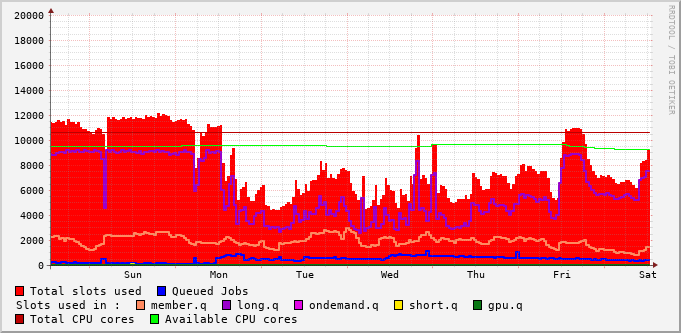 20000
18000
16000
14000
12000
10000
8000
6000
4000
2000
0
Sun Mon Tue Wed Thu Fri Sat
RRDTOOL / TOBI OETIKER
Total slots used Queued Jobs
Slots used in : member.q long.q ondemand.q short.q gpu.q
Total CPU cores Available CPU cores